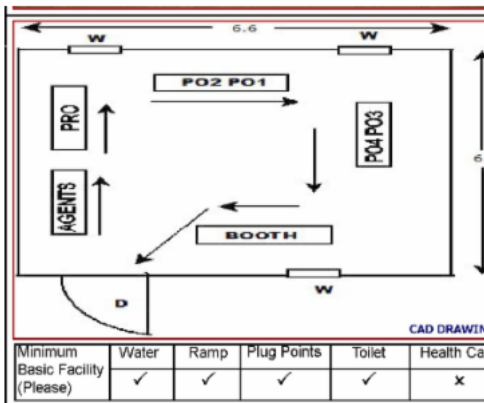 6.6
W W
PO2 PO1
PRO
PO4 PO3
6.
AGENTS
BOOTH
W
D
CAD DRAWIN
Minimum Basic Facility (Please) Water Ramp Plug Points Toilet Health Ca
✓ ✓ ✓ ✓ x